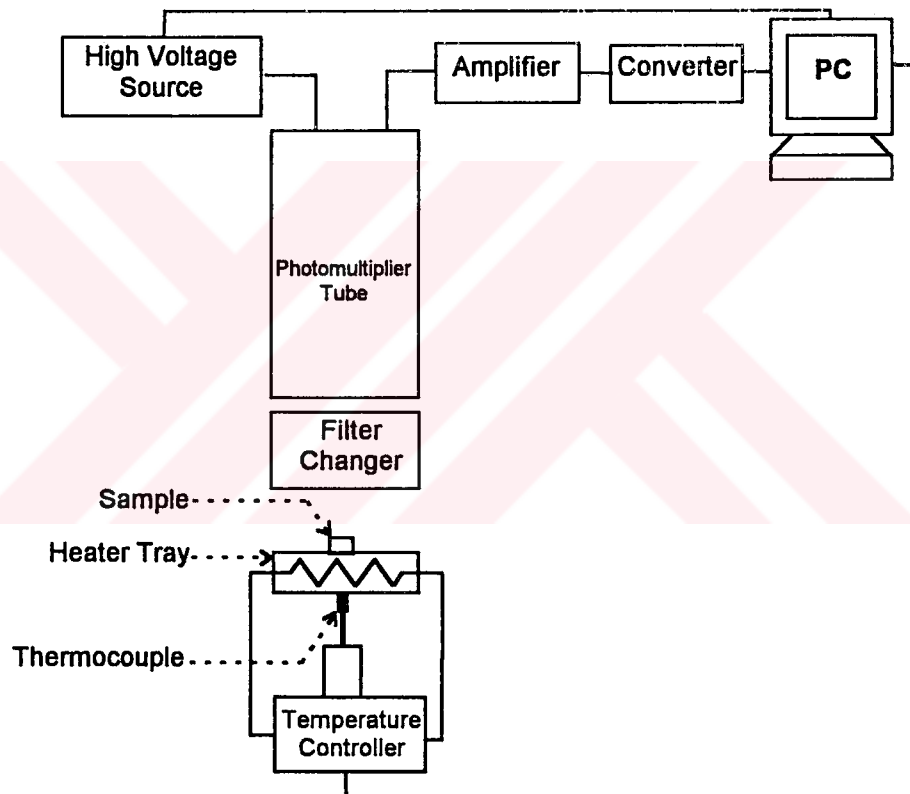 High Voltage
Source
Amplifier
Converter
PC
Photomultiplier
Tube
Filter
Changer
Sample
Heater Tray
Thermocouple
Temperature
Controller